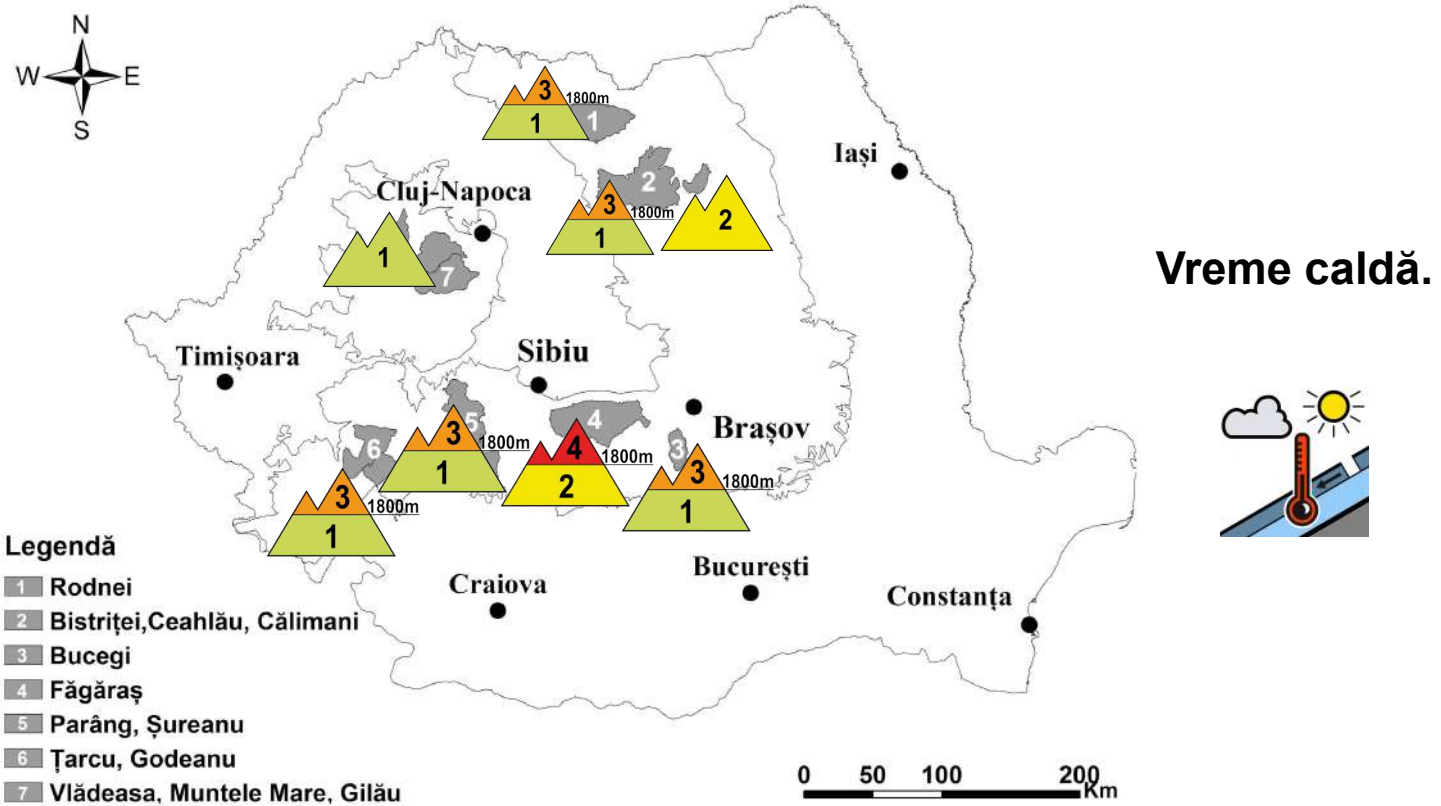 N
W E
S
3
1800m
1
1
Iași
2
Cluj-Napoca
3
1800m
1
2
1
7
Vreme caldă.
Timișoara
Sibiu
Brașov
5
3
1800m
1
4
4
1800m
2
3
3
1800m
1
6
3
1800m
1
Legendă
1 Rodnei
2 Bistriței,Ceahlău, Călimani
3 Bucegi
4 Făgăraș
5 Parâng, Șureanu
6 Țarcu, Godeanu
7 Vlădeasa, Muntele Mare, Gilău
Craiova
București
Constanța
0 50 100 200
Km